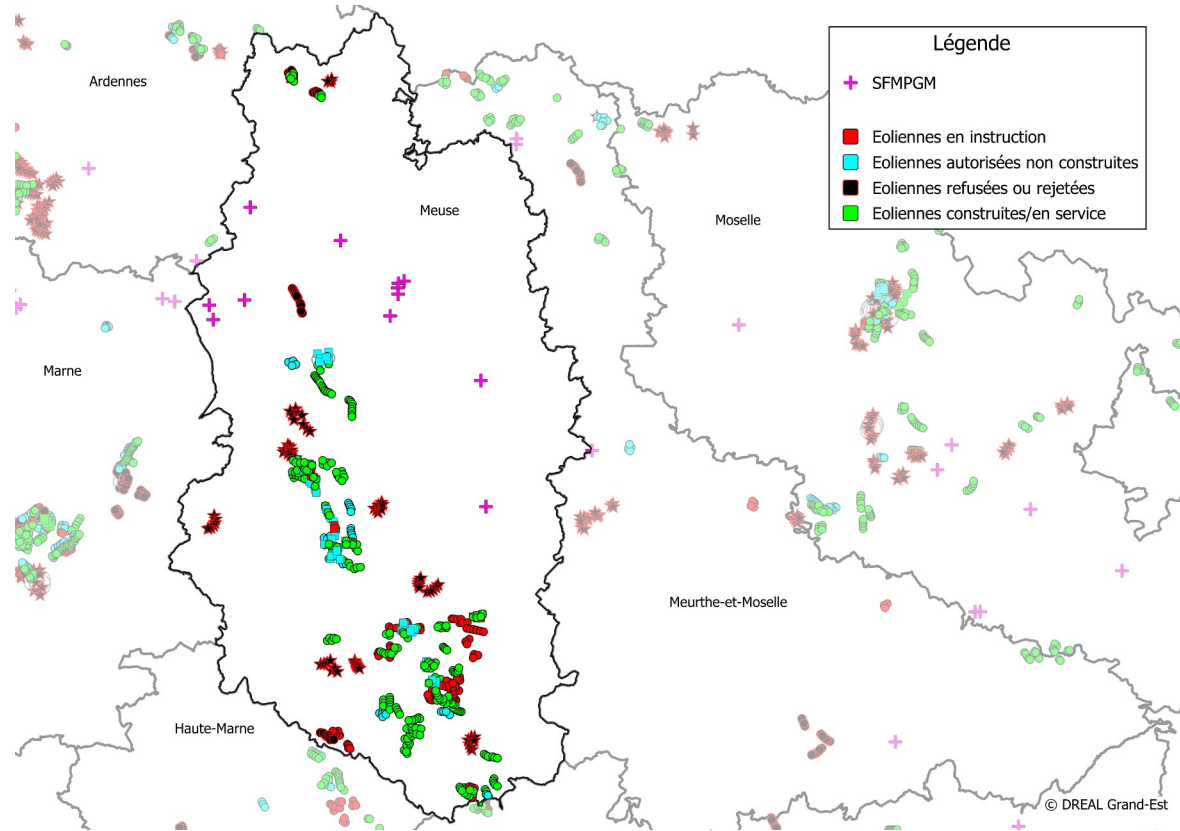 Légende
Ardennes
SFMPGM
Eoliennes en instruction
Eoliennes autorisées non construites
Eoliennes refusées ou rejetées
Eoliennes construites/en service
Meuse
Moselle
Marne
Meurthe-et-Moselle
Haute-Marne
© DREAL Grand-Est